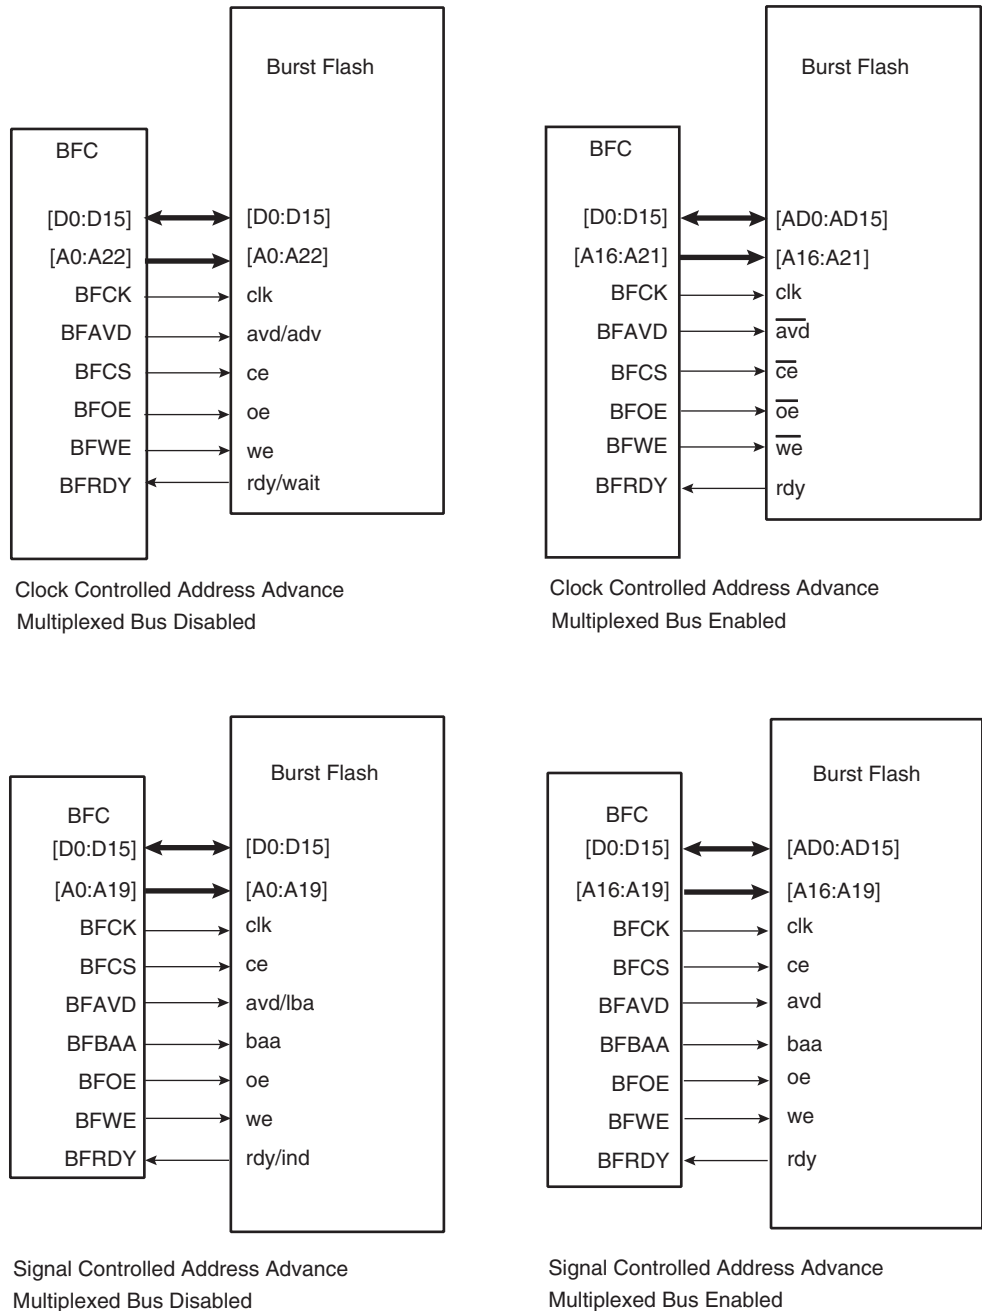 Burst Flash
BFC
[D0:D15] [D0:D15]
[A0:A22] [A0:A22]
BFCK clk
BFAVD avd/adv
BFCS ce
BFOE oe
BFWE we
BFRDY rdy/wait
Clock Controlled Address Advance
Multiplexed Bus Disabled
Burst Flash
BFC
[D0:D15] [AD0:AD15]
[A16:A21] [A16:A21]
BFCK clk
BFAVD a̅v̅d̅
BFCS c̅e̅
BFOE o̅e̅
BFWE w̅e̅
BFRDY rdy
Clock Controlled Address Advance
Multiplexed Bus Enabled
Burst Flash
BFC
[D0:D15] [D0:D15]
[A0:A19] [A0:A19]
BFCK clk
BFCS ce
BFAVD avd/lba
BFBAA baa
BFOE oe
BFWE we
BFRDY rdy/ind
Signal Controlled Address Advance
Multiplexed Bus Disabled
Burst Flash
BFC
[D0:D15] [AD0:AD15]
[A16:A19] [A16:A19]
BFCK clk
BFCS ce
BFAVD avd
BFBAA baa
BFOE oe
BFWE we
BFRDY rdy
Signal Controlled Address Advance
Multiplexed Bus Enabled